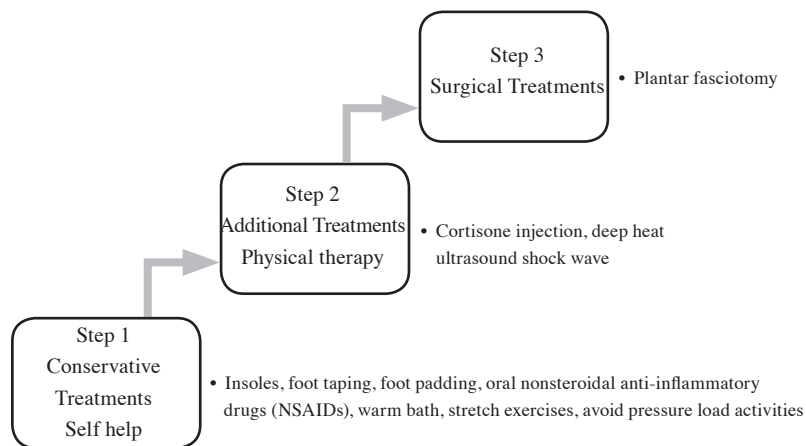 Step 3
Surgical Treatments
• Plantar fasciotomy
Step 2
Additional Treatments
Physical therapy
• Cortisone injection, deep heat
ultrasound shock wave
Step 1
Conservative
Treatments
Self help
• Insoles, foot taping, foot padding, oral nonsteroidal anti-inflammatory
drugs (NSAIDs), warm bath, stretch exercises, avoid pressure load activities